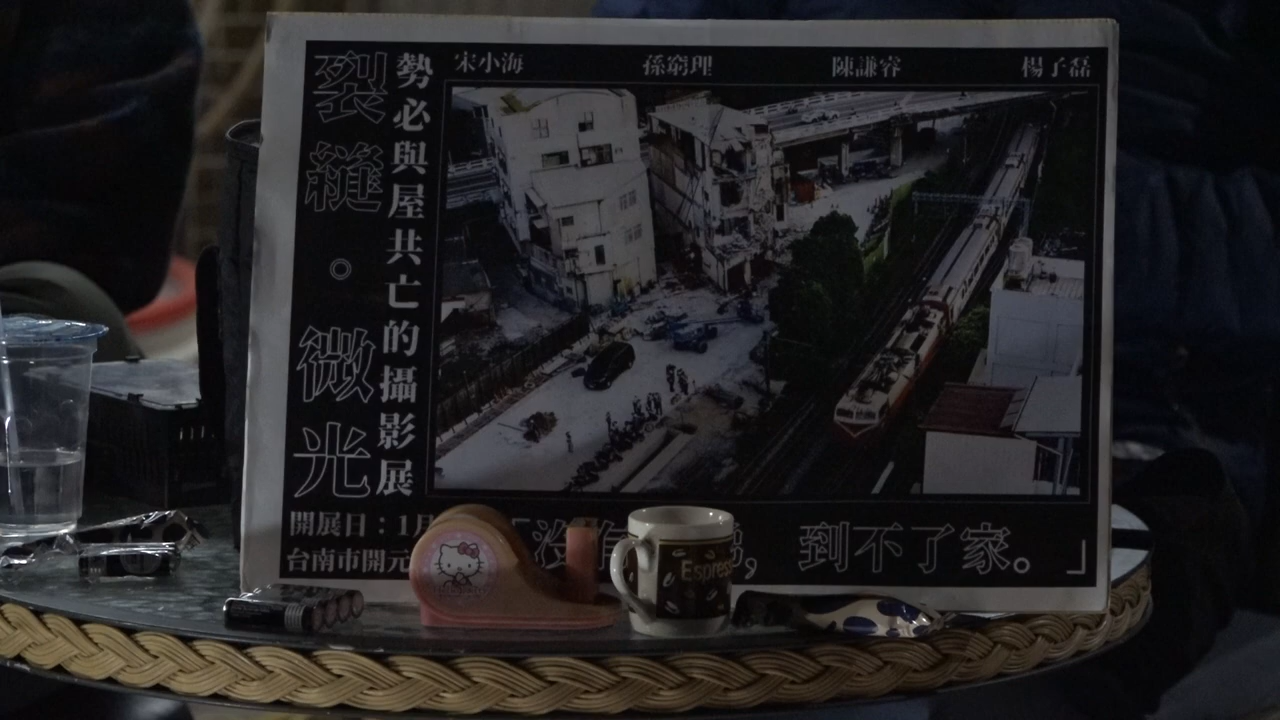 裂縫。微光
勢必與屋共亡的攝影展
宋小海 孫窮理 陳謙容 楊子磊
開展日：1月
台南市開元
「沒有 ，到不了家。」
Espress